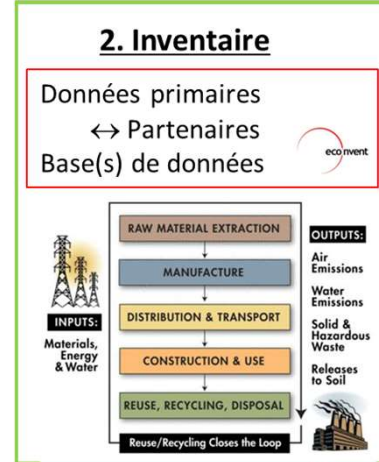 2. Inventaire
Données primaires
↔ Partenaires
Base(s) de données
ecoinvent
RAW MATERIAL EXTRACTION
MANUFACTURE
DISTRIBUTION & TRANSPORT
CONSTRUCTION & USE
REUSE, RECYCLING, DISPOSAL
Reuse/Recycling Closes the Loop
INPUTS:
Materials,
Energy
& Water
OUTPUTS:
Air
Emissions
Water
Emissions
Solid &
Hazardous
Waste
Releases
to Soil